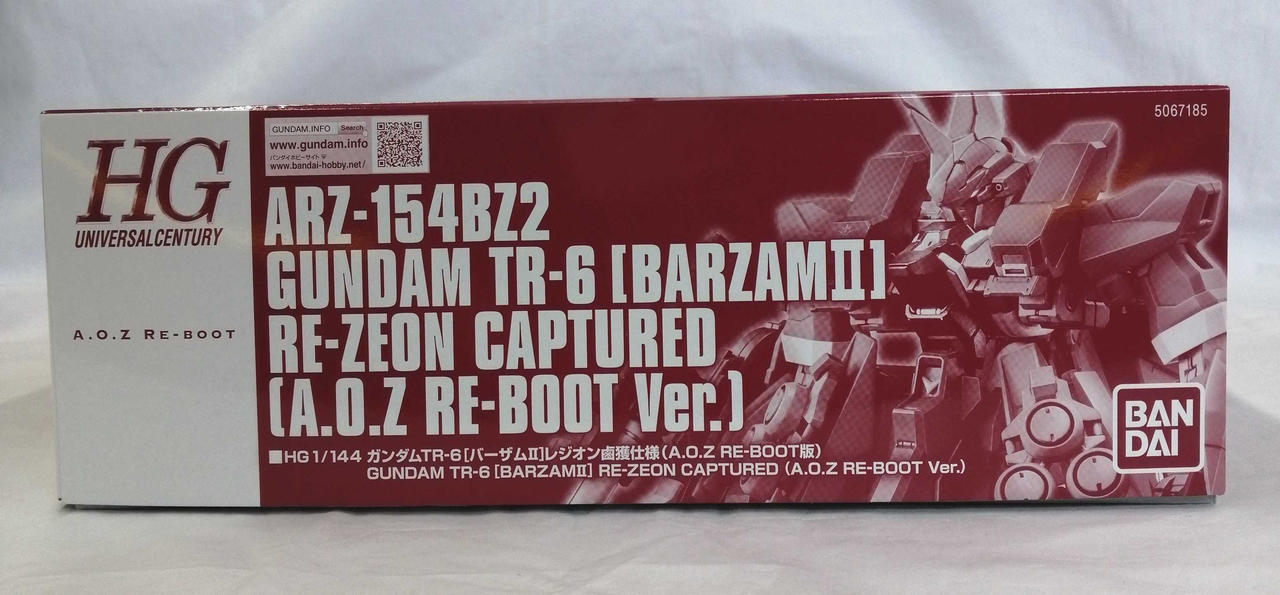 HG
UNIVERSAL CENTURY
A.O.Z RE-BOOT
GUNDAM.INFO Search
www.gundam.info
バンダイホビーサイト
www.bandai-hobby.net/
5067185
ARZ-154BZ2
GUNDAM TR-6 [BARZAMⅡ]
RE-ZEON CAPTURED
(A.O.Z RE-BOOT Ver.)
■HG 1/144 ガンダムTR-6[バーザムⅡ]レジオン鹵獲仕様(A.O.Z RE-BOOT版)
GUNDAM TR-6 [BARZAMⅡ] RE-ZEON CAPTURED (A.O.Z RE-BOOT Ver.)
BAN
DAI